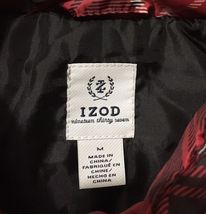 IZOD
nineteen thirty seven
M
MADE IN
CHINA/
FABRIQUÉ EN
CHINE/
HECHO EN
CHINA